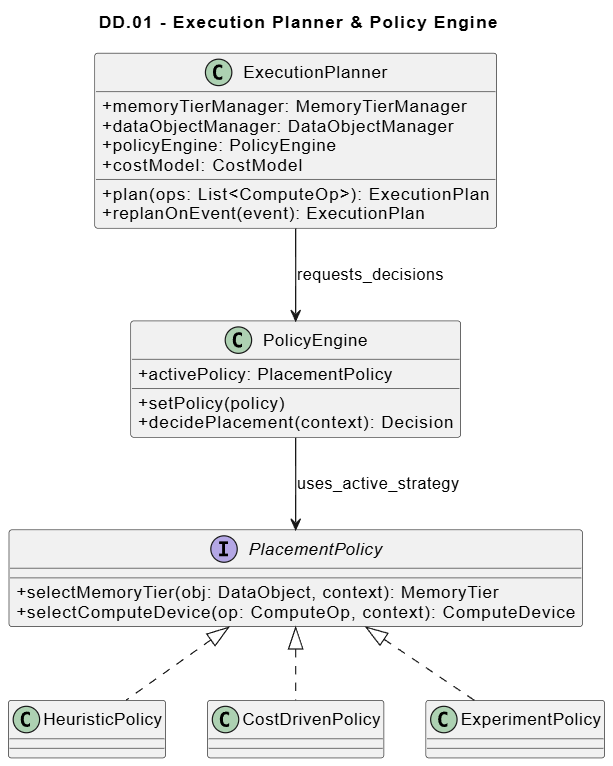 DD.01 - Execution Planner & Policy Engine
C ExecutionPlanner
+memoryTierManager: MemoryTierManager
+dataObjectManager: DataObjectManager
+policyEngine: PolicyEngine
+costModel: CostModel
+plan(ops: List<ComputeOp>): ExecutionPlan
+replanOnEvent(event): ExecutionPlan
requests_decisions
C PolicyEngine
+activePolicy: PlacementPolicy
+setPolicy(policy)
+decidePlacement(context): Decision
uses_active_strategy
I PlacementPolicy
+selectMemoryTier(obj: DataObject, context): MemoryTier
+selectComputeDevice(op: ComputeOp, context): ComputeDevice
C HeuristicPolicy
C CostDrivenPolicy
C ExperimentPolicy